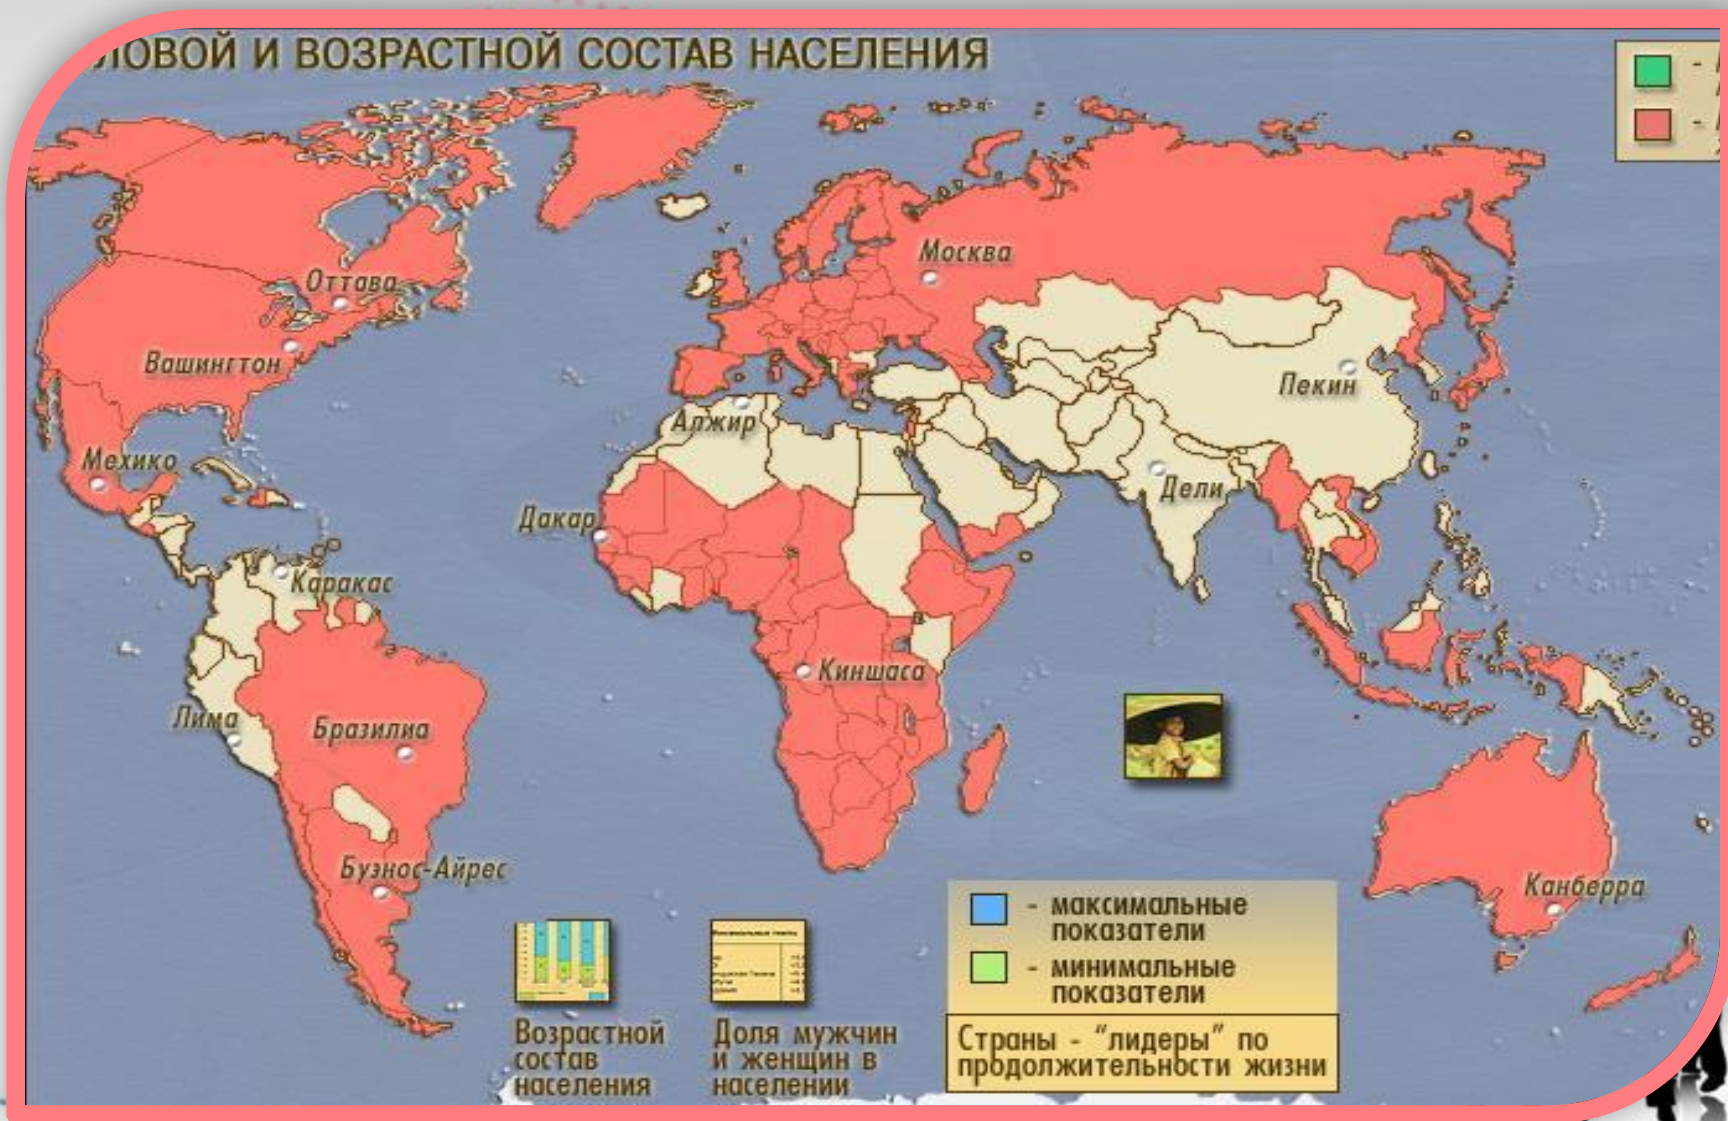 ЛОВОЙ И ВОЗРАСТНОЙ СОСТАВ НАСЕЛЕНИЯ
-
-
Москва
Оттава
Вашингтон
Пекин
Алжир
Мехико
Дели
Дакар
Каракас
Киншаса
Лима
Бразилиа
Буэнос-Айрес
Канберра
- максимальные
показатели
- минимальные
показатели
Страны - "лидеры" по
продолжительности жизни
Возрастной
состав
населения
Доля мужчин
и женщин в
населении